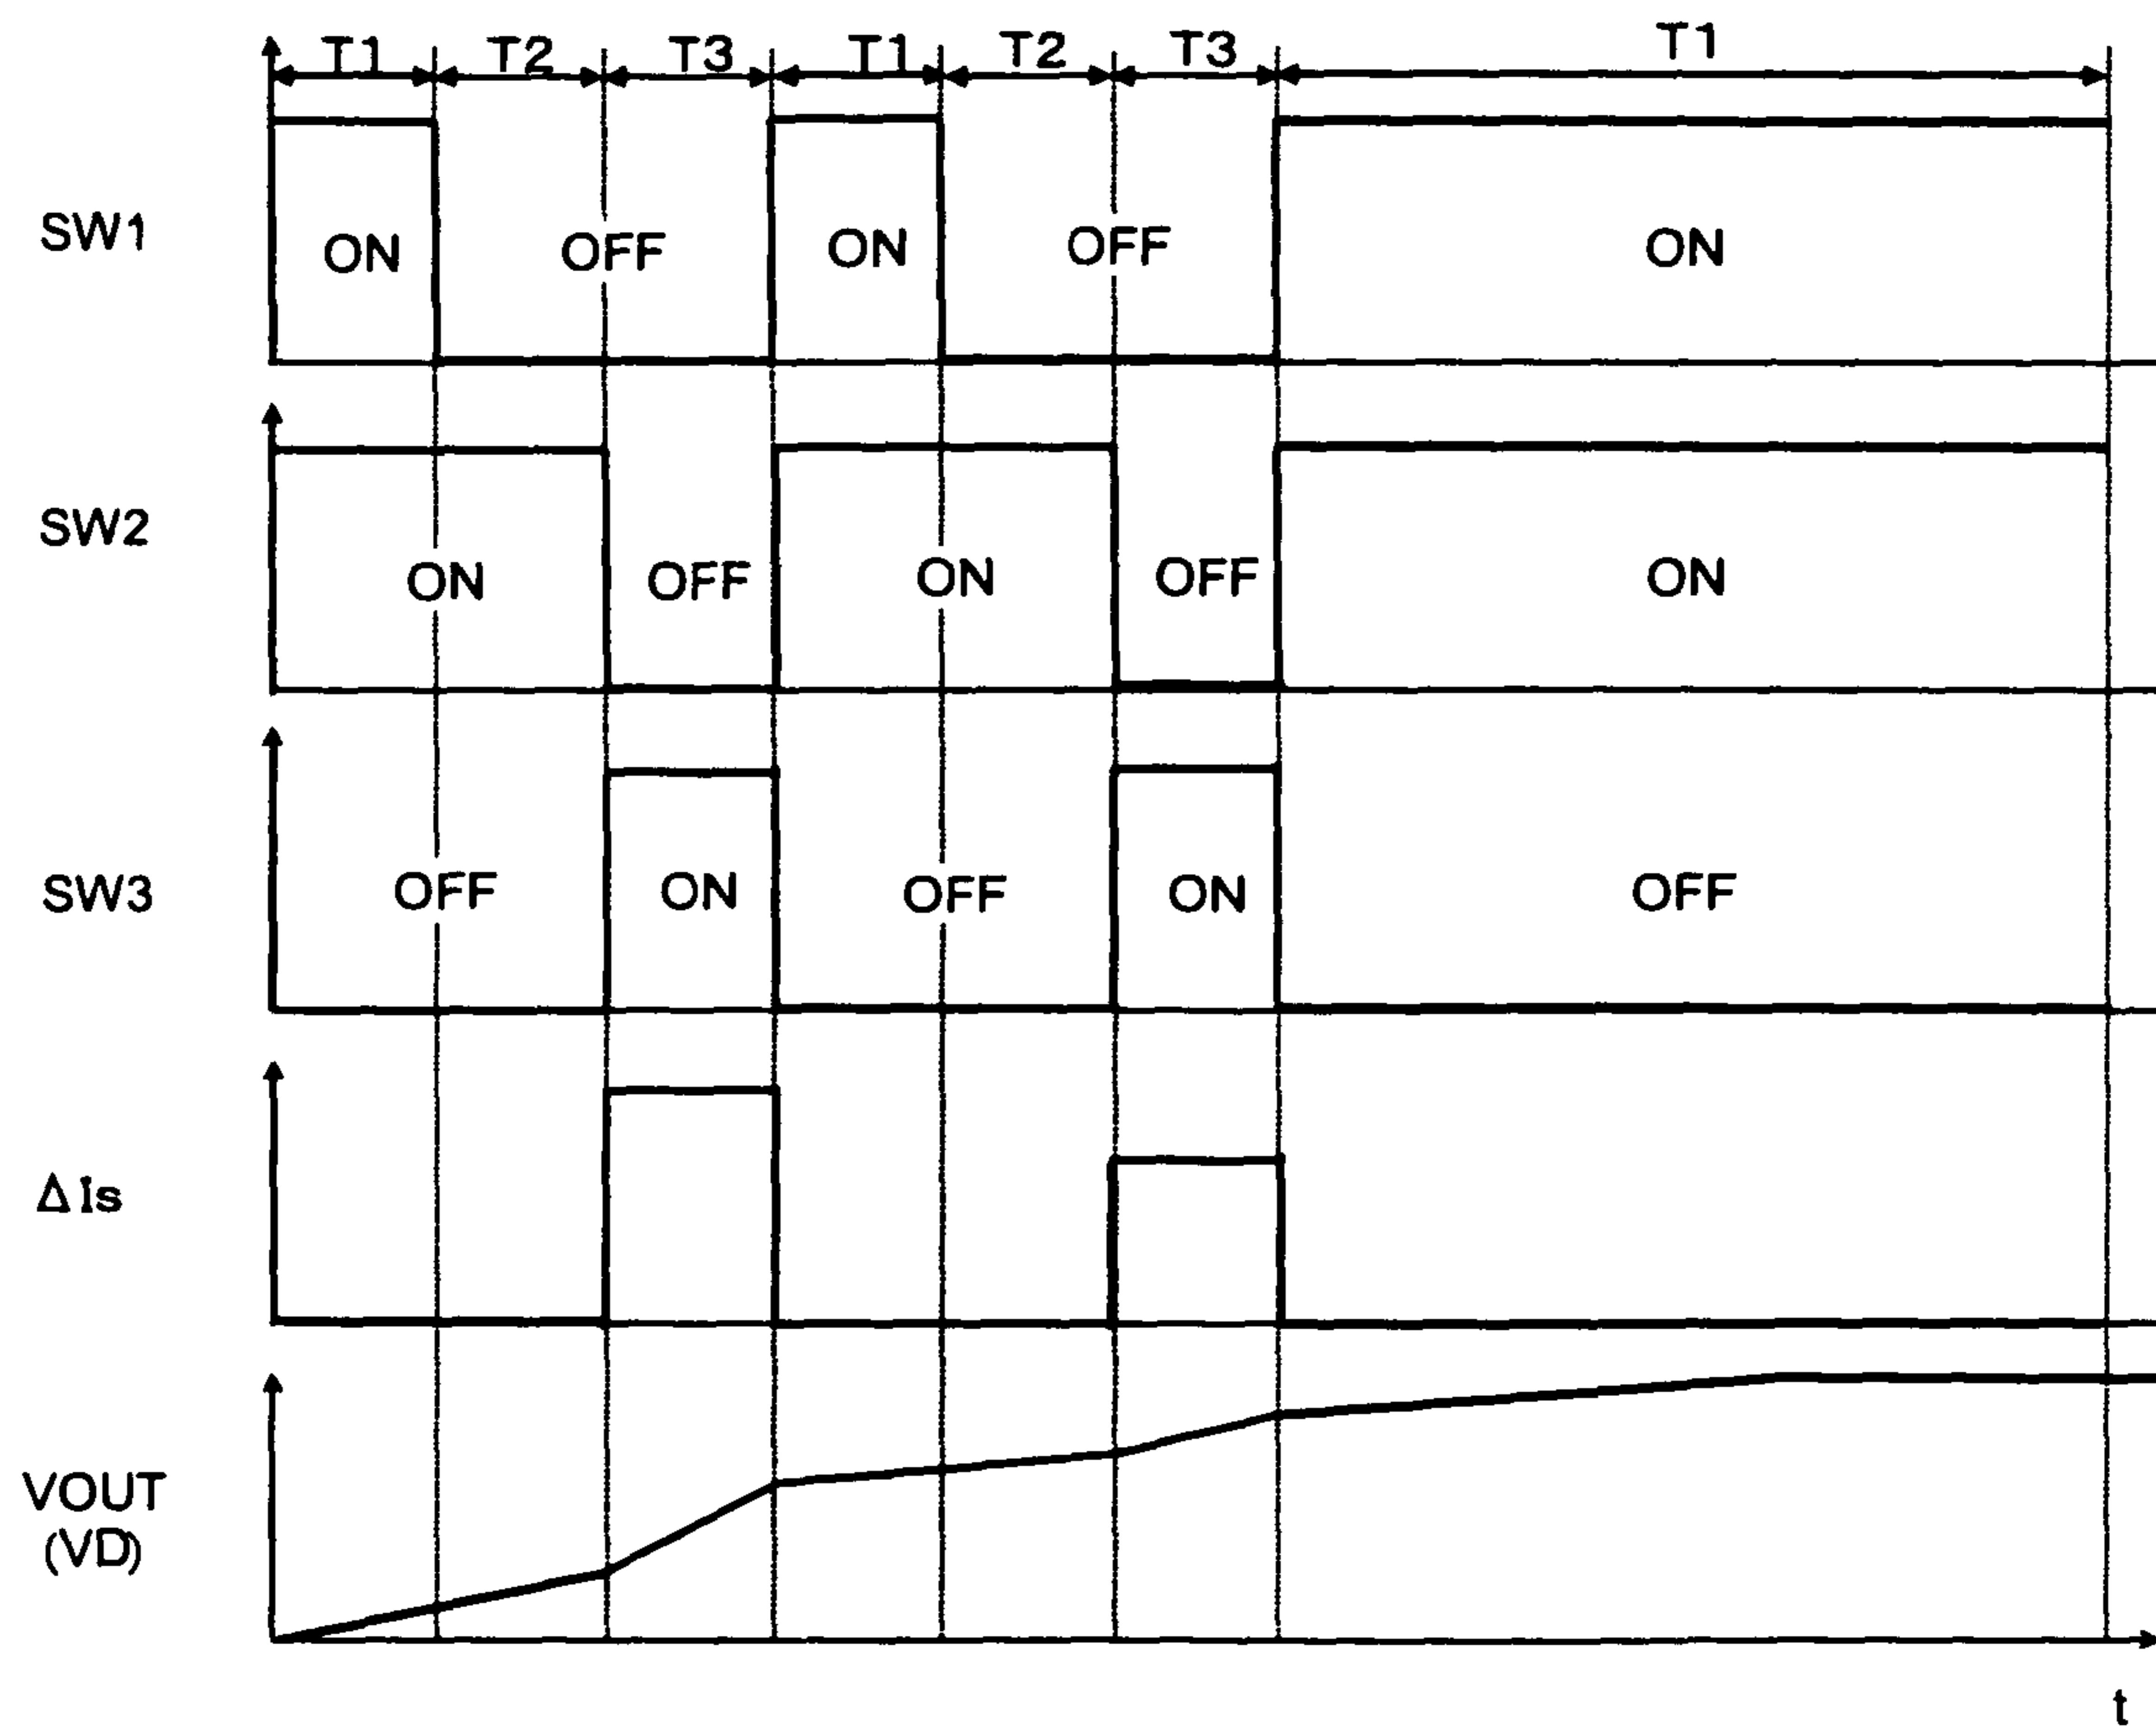 T1 T2 T3 T1 T2 T3 T1
SW1 ON OFF ON OFF ON
SW2 ON OFF ON OFF ON
SW3 OFF ON OFF ON OFF
ΔIs
VOUT
(VD)
t